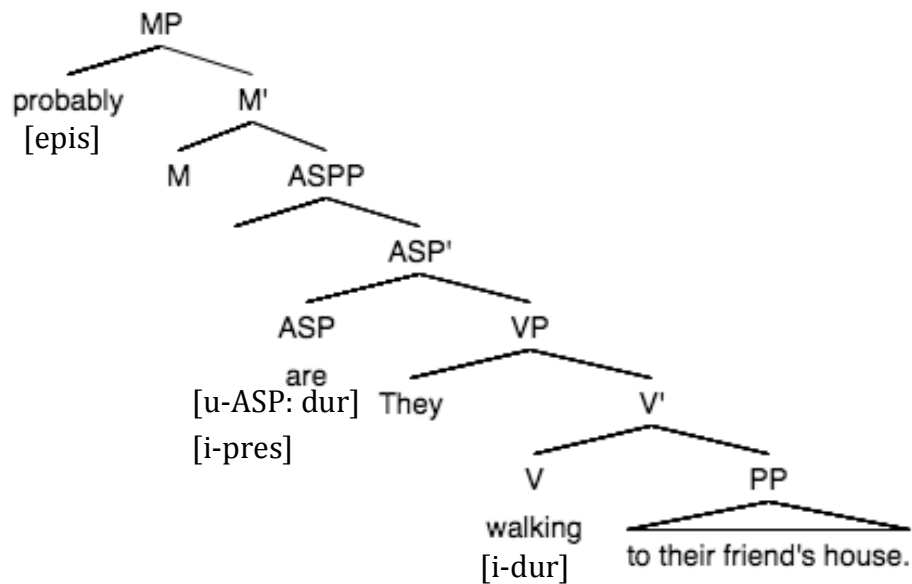 MP
probably
M'
[epis]
M
ASPP
ASP'
ASP
VP
are
[u-ASP: dur]
They
V'
[i-pres]
V
PP
walking
to their friend's house.
[i-dur]